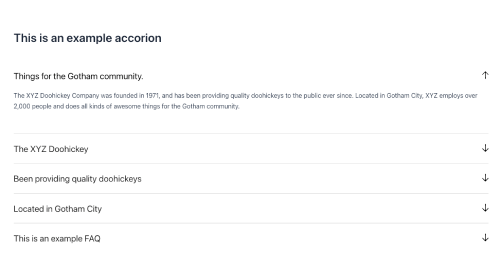 This is an example accorion
Things for the Gotham community.
The XYZ Doohickey Company was founded in 1971, and has been providing quality doohickeys to the public ever since. Located in Gotham City, XYZ employs over
2,000 people and does all kinds of awesome things for the Gotham community.
The XYZ Doohickey
Been providing quality doohickeys
Located in Gotham City
This is an example FAQ